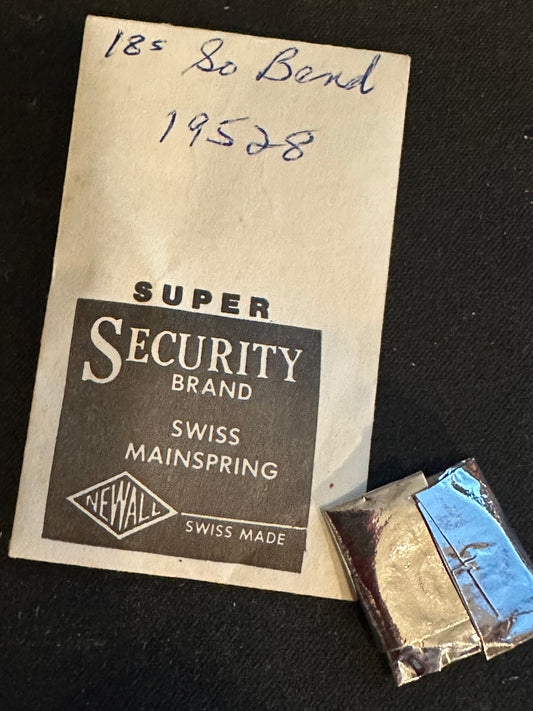 18s So Bend
19528
SUPER
SECURITY
BRAND
SWISS
MAINSPRING
NEWALL
SWISS MADE